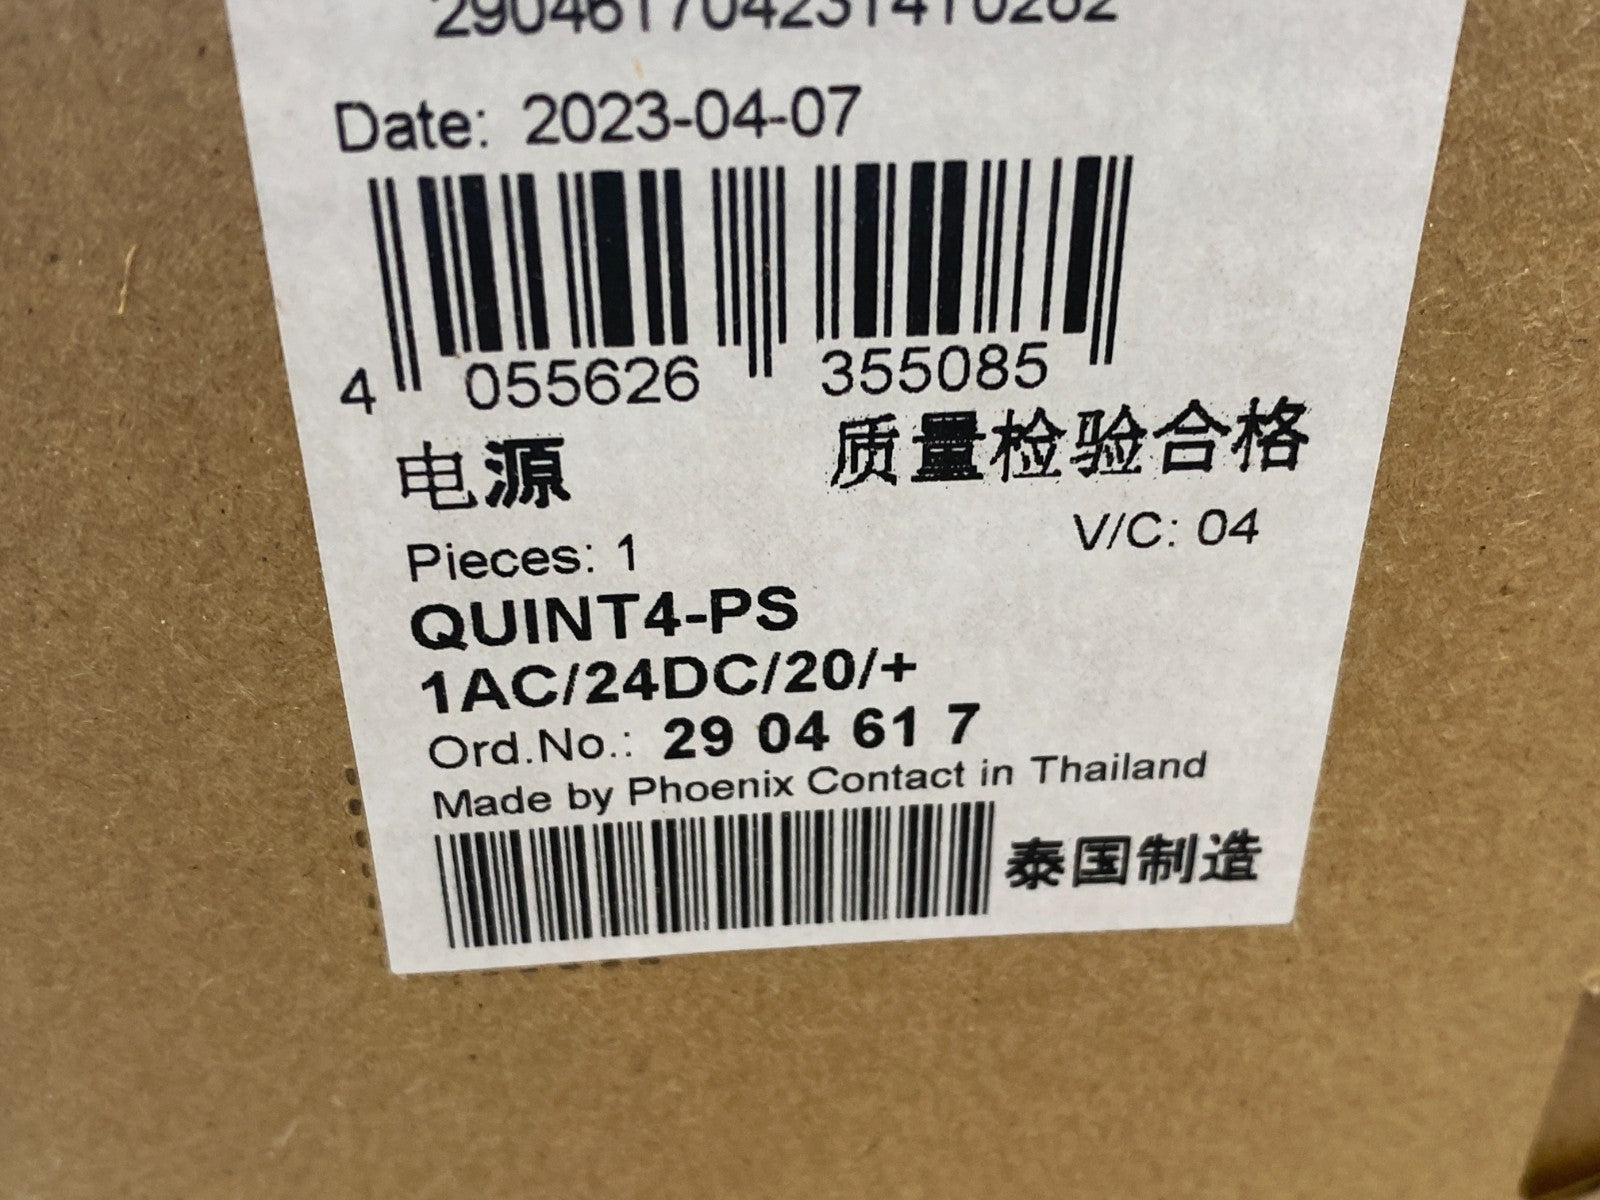 2904617042314110262
Date: 2023-04-07
4 055626 355085
电源 质量检验合格
Pieces: 1 V/C: 04
QUINT4-PS
1AC/24DC/20/+
Ord.No.: 29 04 61 7
Made by Phoenix Contact in Thailand
泰国制造